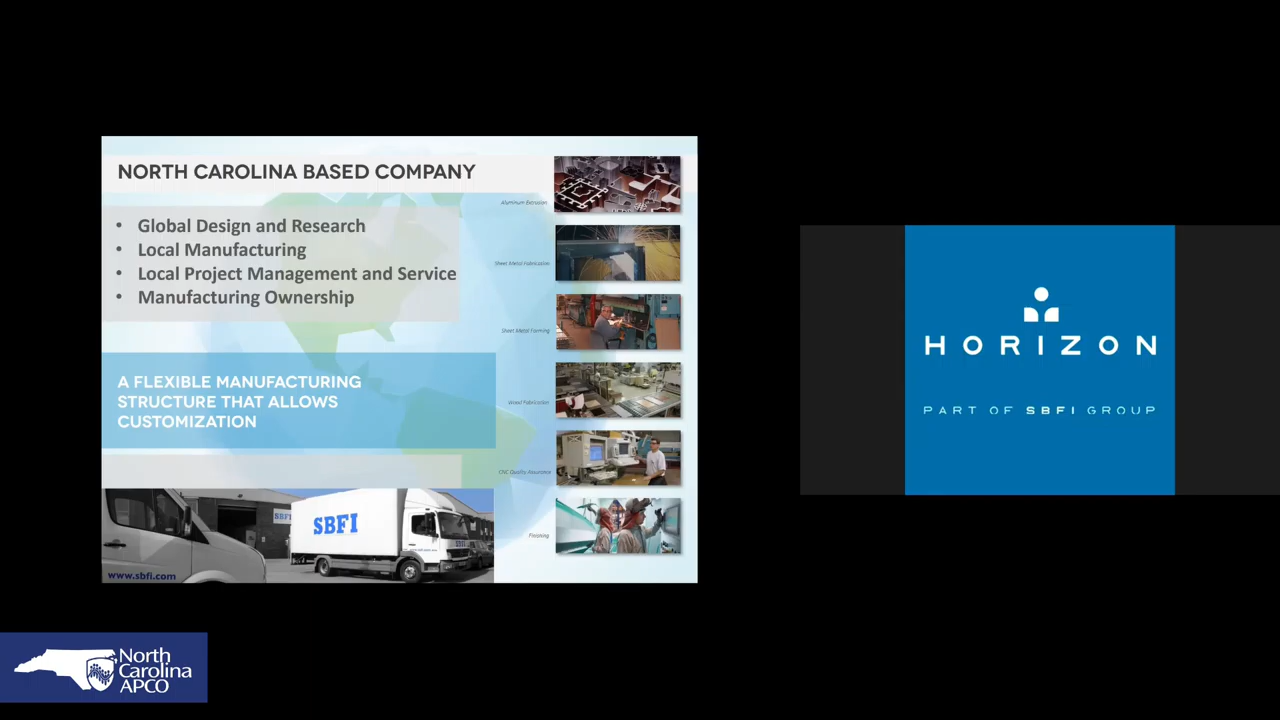 NORTH CAROLINA BASED COMPANY
• Global Design and Research
• Local Manufacturing
• Local Project Management and Service
• Manufacturing Ownership
A FLEXIBLE MANUFACTURING
STRUCTURE THAT ALLOWS
CUSTOMIZATION
SBFI
SBFI
SBFI
www.sbfi.com
Aluminum Extrusion
Sheet Metal Fabrication
Sheet Metal Forming
Wood Fabrication
CNC Quality Assurance
Finishing
HORIZON
PART OF SBFI GROUP
North
Carolina
APCO